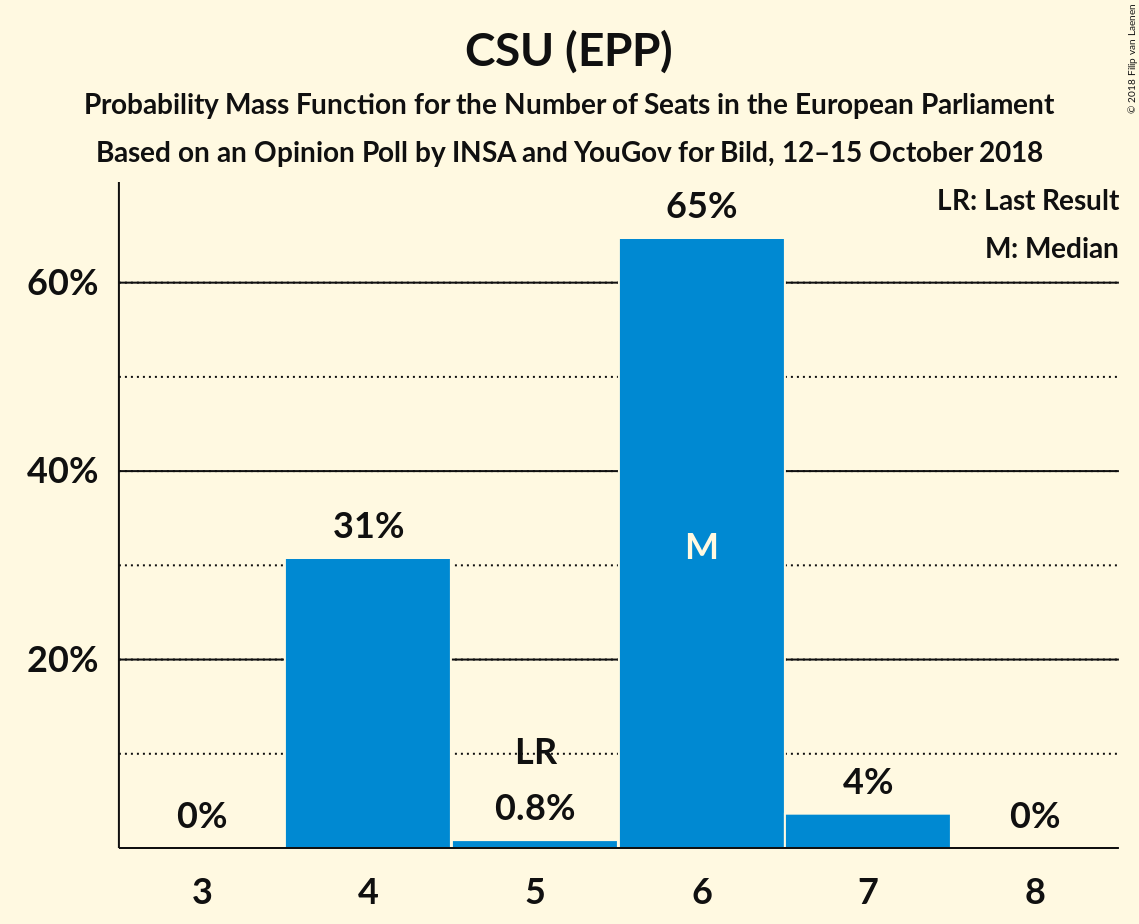 CSU (EPP)
Probability Mass Function for the Number of Seats in the European Parliament
Based on an Opinion Poll by INSA and YouGov for Bild, 12–15 October 2018
© 2018 Filip van Laenen
LR: Last Result
M: Median
65%
60%
40%
31%
M
20%
LR
0% 0.8% 4% 0%
3 4 5 6 7 8